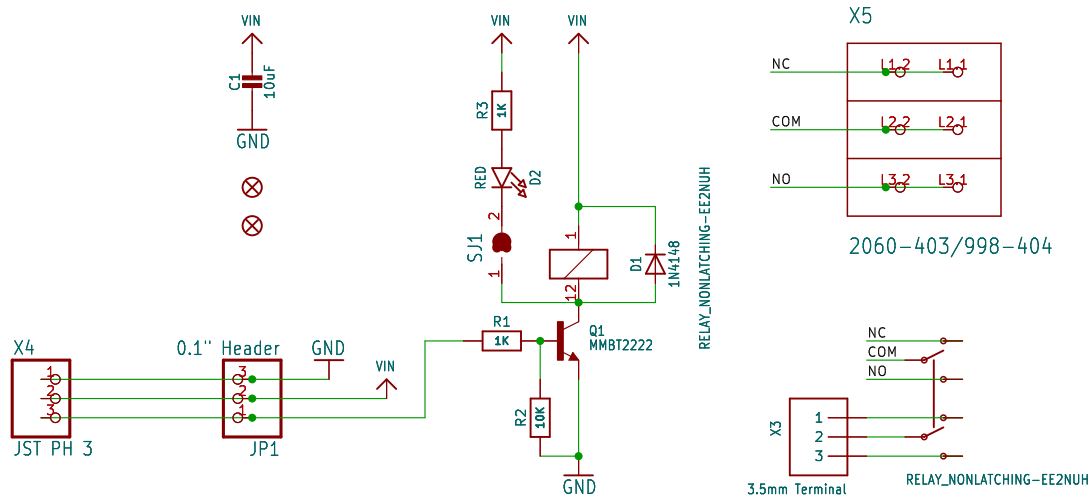 VIN
C1
10uF
GND
VIN
VIN
R3
1K
RED
D2
2
SJ1
1
1
12
D1
1N4148
RELAY_NONLATCHING-EE2NUH
R1
1K
Q1
MMBT2222
R2
10K
GND
X4
1
2
3
JST PH 3
0.1" Header
3
2
1
JP1
GND
VIN
X5
NC
L1.2
L1.1
COM
L2.2
L2.1
NO
L3.2
L3.1
2060-403/998-404
NC
COM
NO
X3
1
2
3
3.5mm Terminal
RELAY_NONLATCHING-EE2NUH